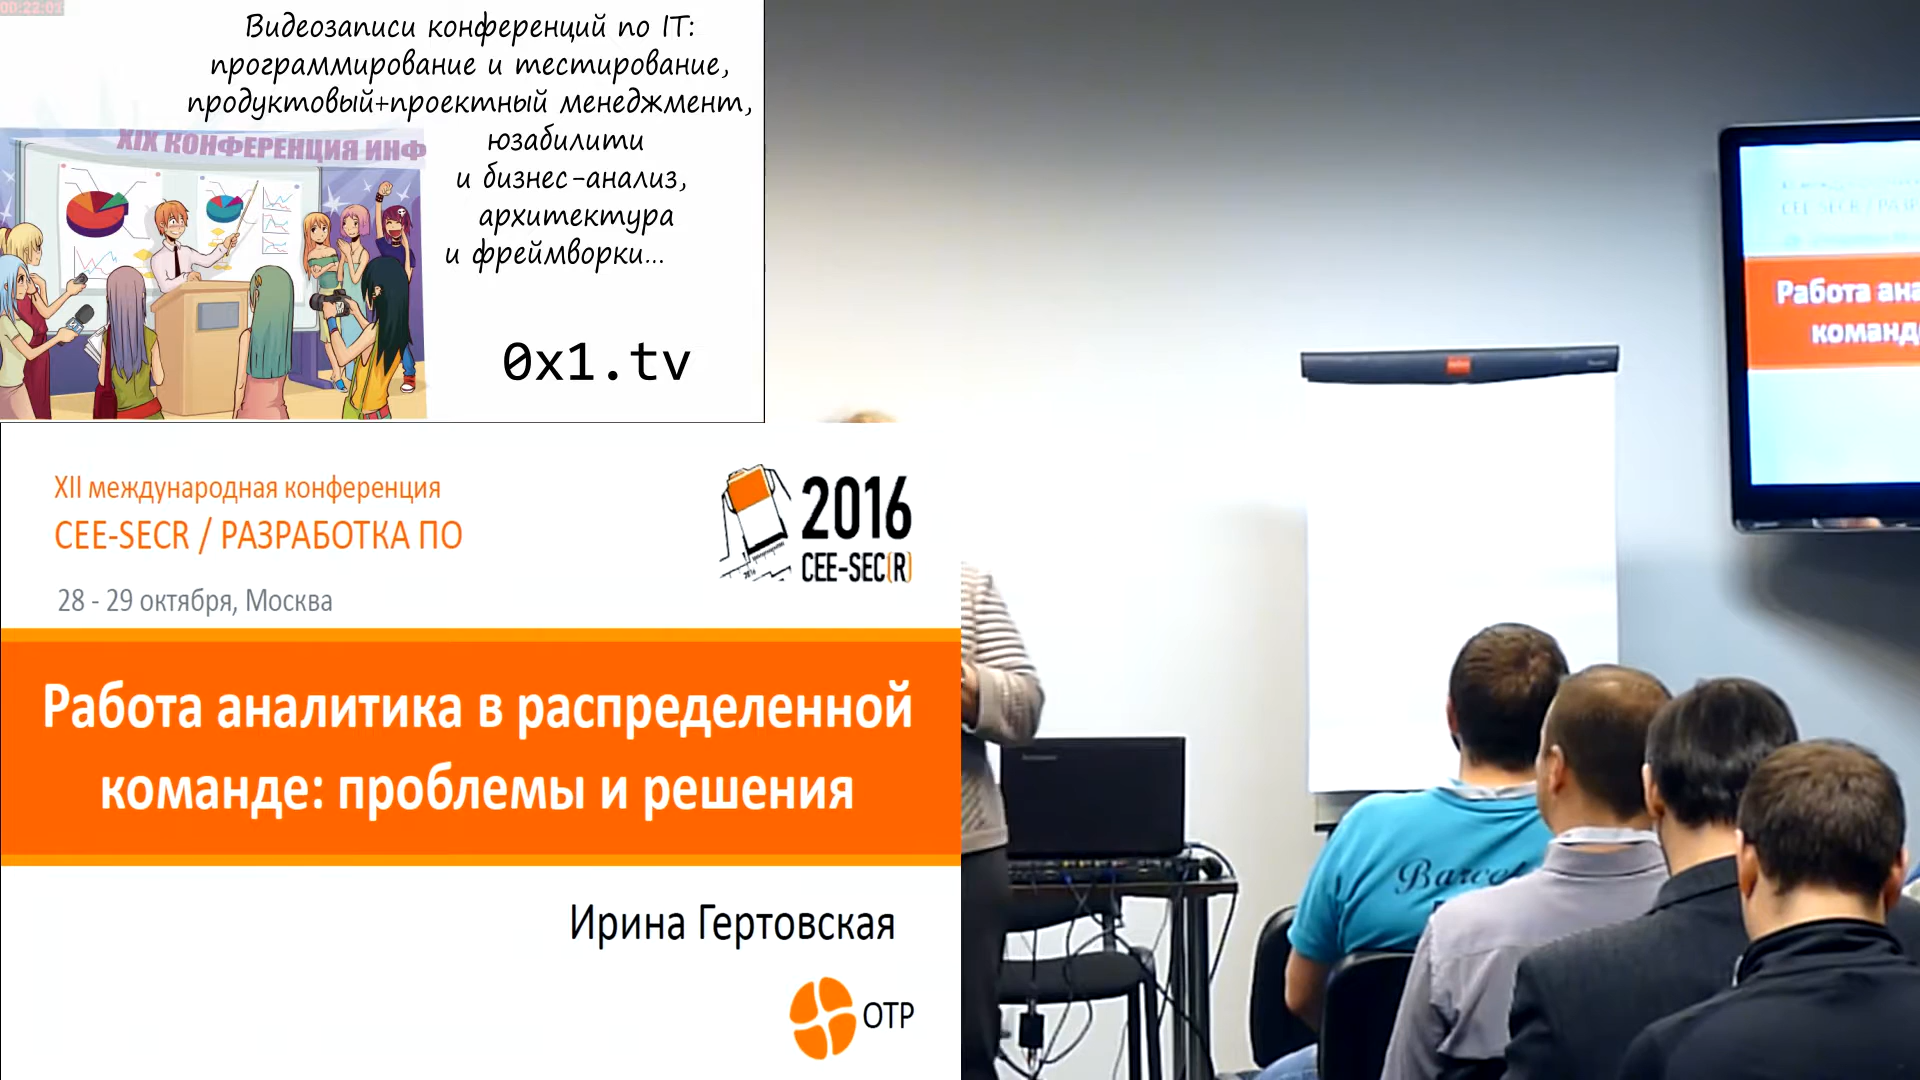 Видеозаписи конференций по IT:
программирование и тестирование,
продуктовый+проектный менеджмент,
юзабилити
и бизнес-анализ,
архитектура
и фреймворки...
XIX КОНФЕРЕНЦИЯ ИНФ
0x1.tv
XII международная конференция
CEE-SECR / РАЗРАБОТКА ПО
28 - 29 октября, Москва
2016
CEE-SEC(R)
Работа аналитика в распределенной
команде: проблемы и решения
Ирина Гертовская
ОТР
Работа ана
команд
Barcel